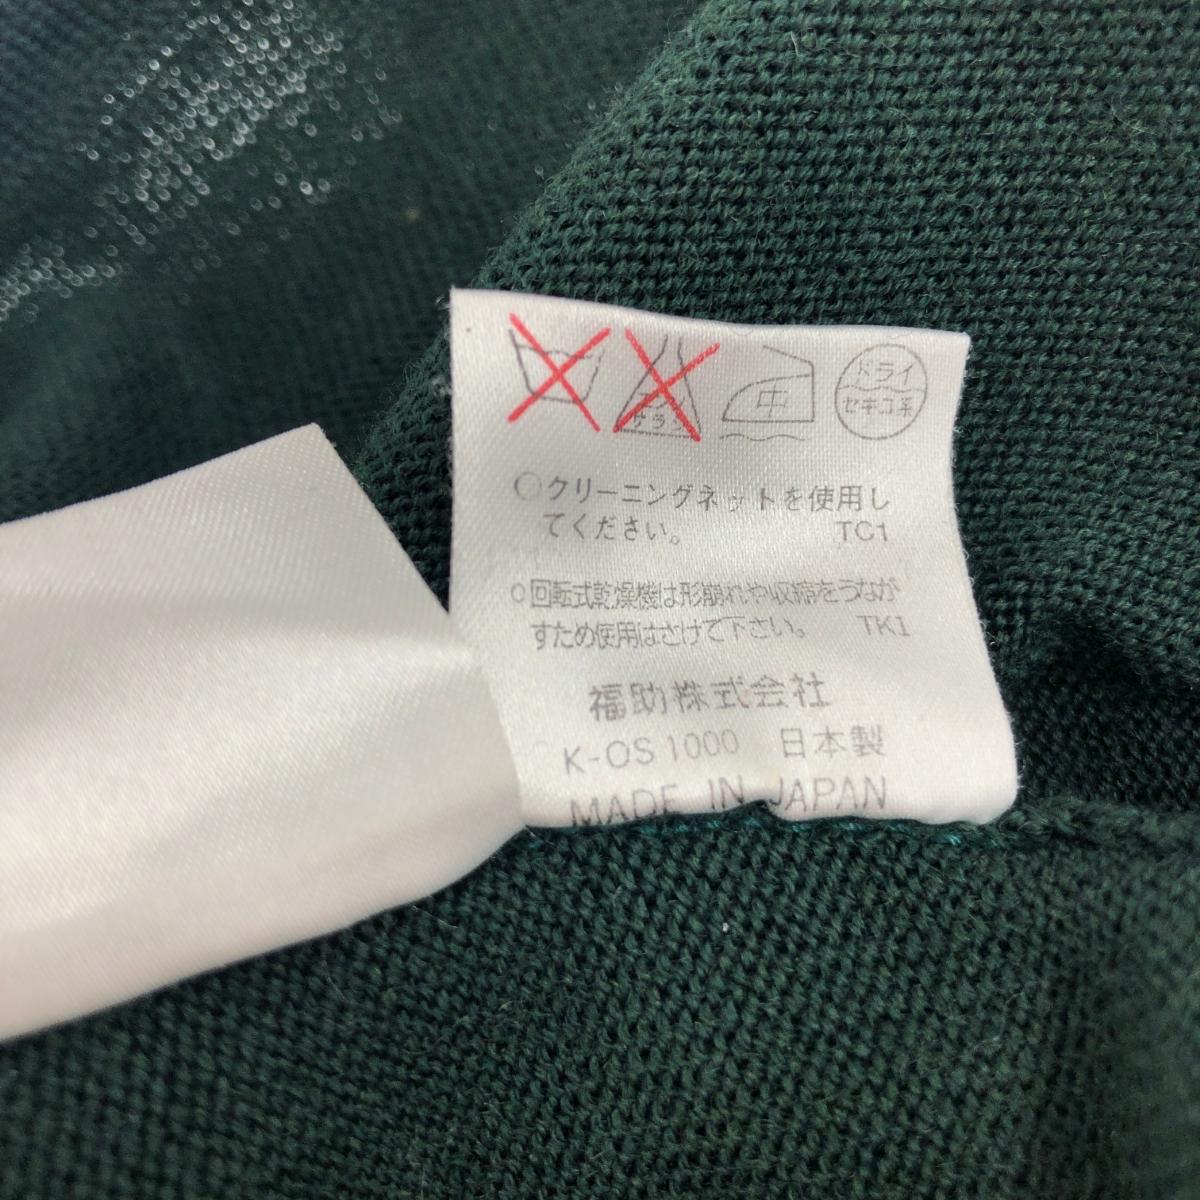 サラシ
中
ドライ
セキユ系
○クリーニングネットを使用し
てください。 TC1
○回転式乾燥機は形崩れや収縮をうなが
すため使用はさけて下さい。 TK1
福助株式会社
K-OS 1000 日本製
MADE IN JAPAN